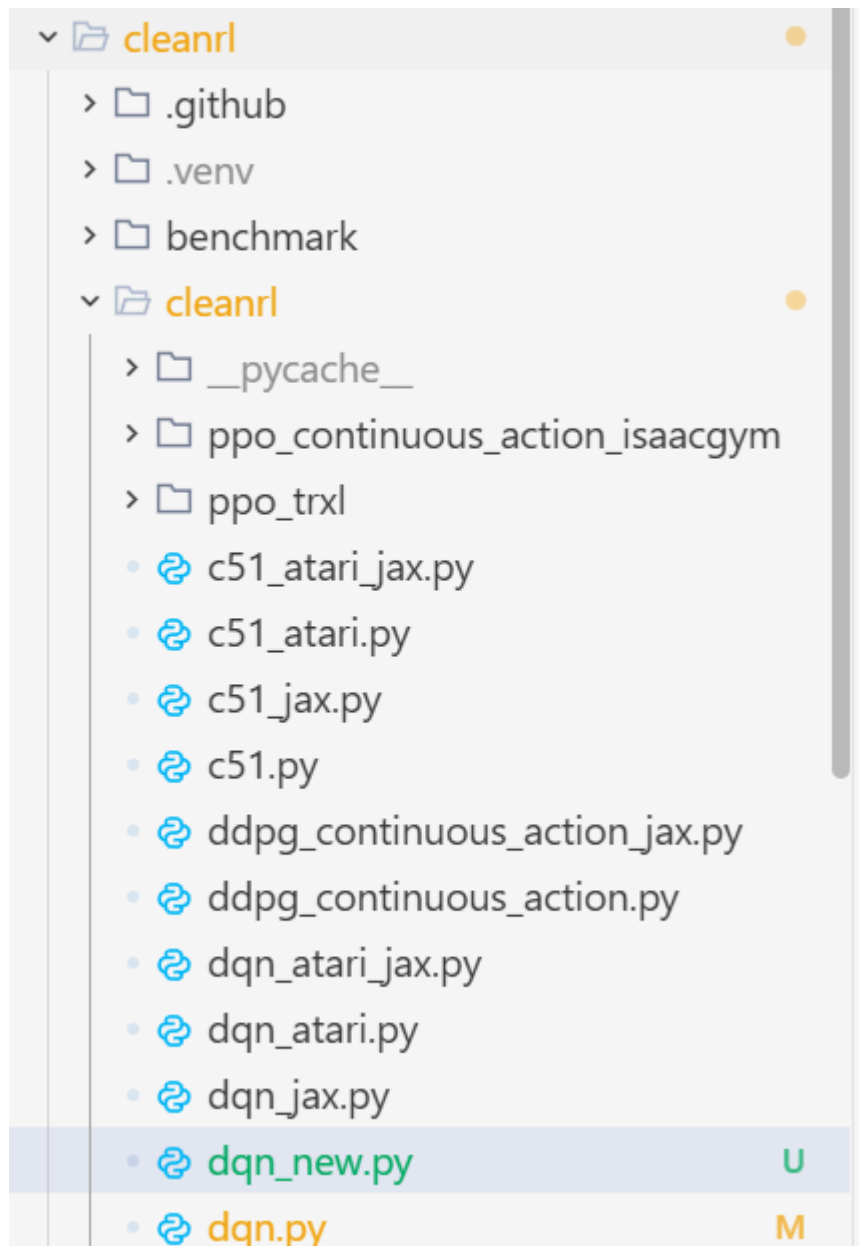 cleanrl
.github
.venv
benchmark
cleanrl
__pycache__
ppo_continuous_action_isaacgym
ppo_trxl
c51_atari_jax.py
c51_atari.py
c51_jax.py
c51.py
ddpg_continuous_action_jax.py
ddpg_continuous_action.py
dqn_atari_jax.py
dqn_atari.py
dqn_jax.py
dqn_new.py U
dqn.py M